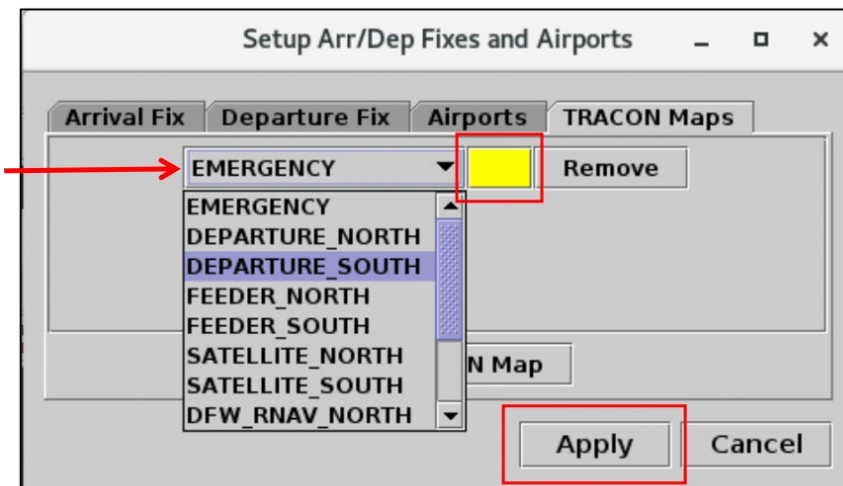 Setup Arr/Dep Fixes and Airports
Arrival Fix Departure Fix Airports TRACON Maps
EMERGENCY Remove
EMERGENCY
DEPARTURE_NORTH
DEPARTURE_SOUTH
FEEDER_NORTH
FEEDER_SOUTH
SATELLITE_NORTH
N Map
SATELLITE_SOUTH
DFW_RNAV_NORTH
Apply Cancel